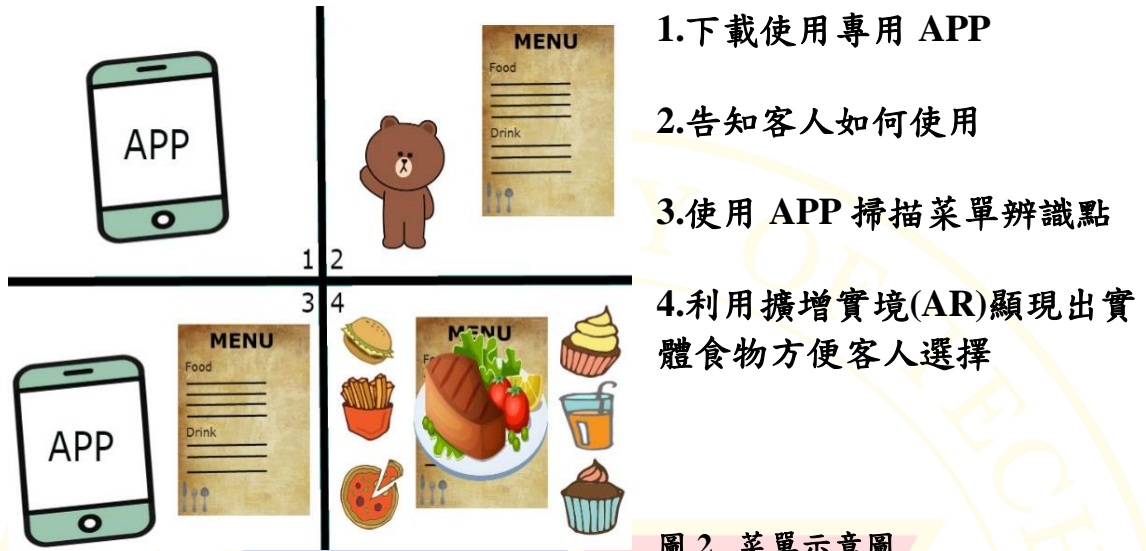 APP
MENU
Food
Drink
1
2
3
4
APP
MENU
Food
Drink
MENU
1.下載使用專用 APP
2.告知客人如何使用
3.使用 APP 掃描菜單辨識點
4.利用擴增實境(AR)顯現出實
體食物方便客人選擇
圖 2 菜單示意圖